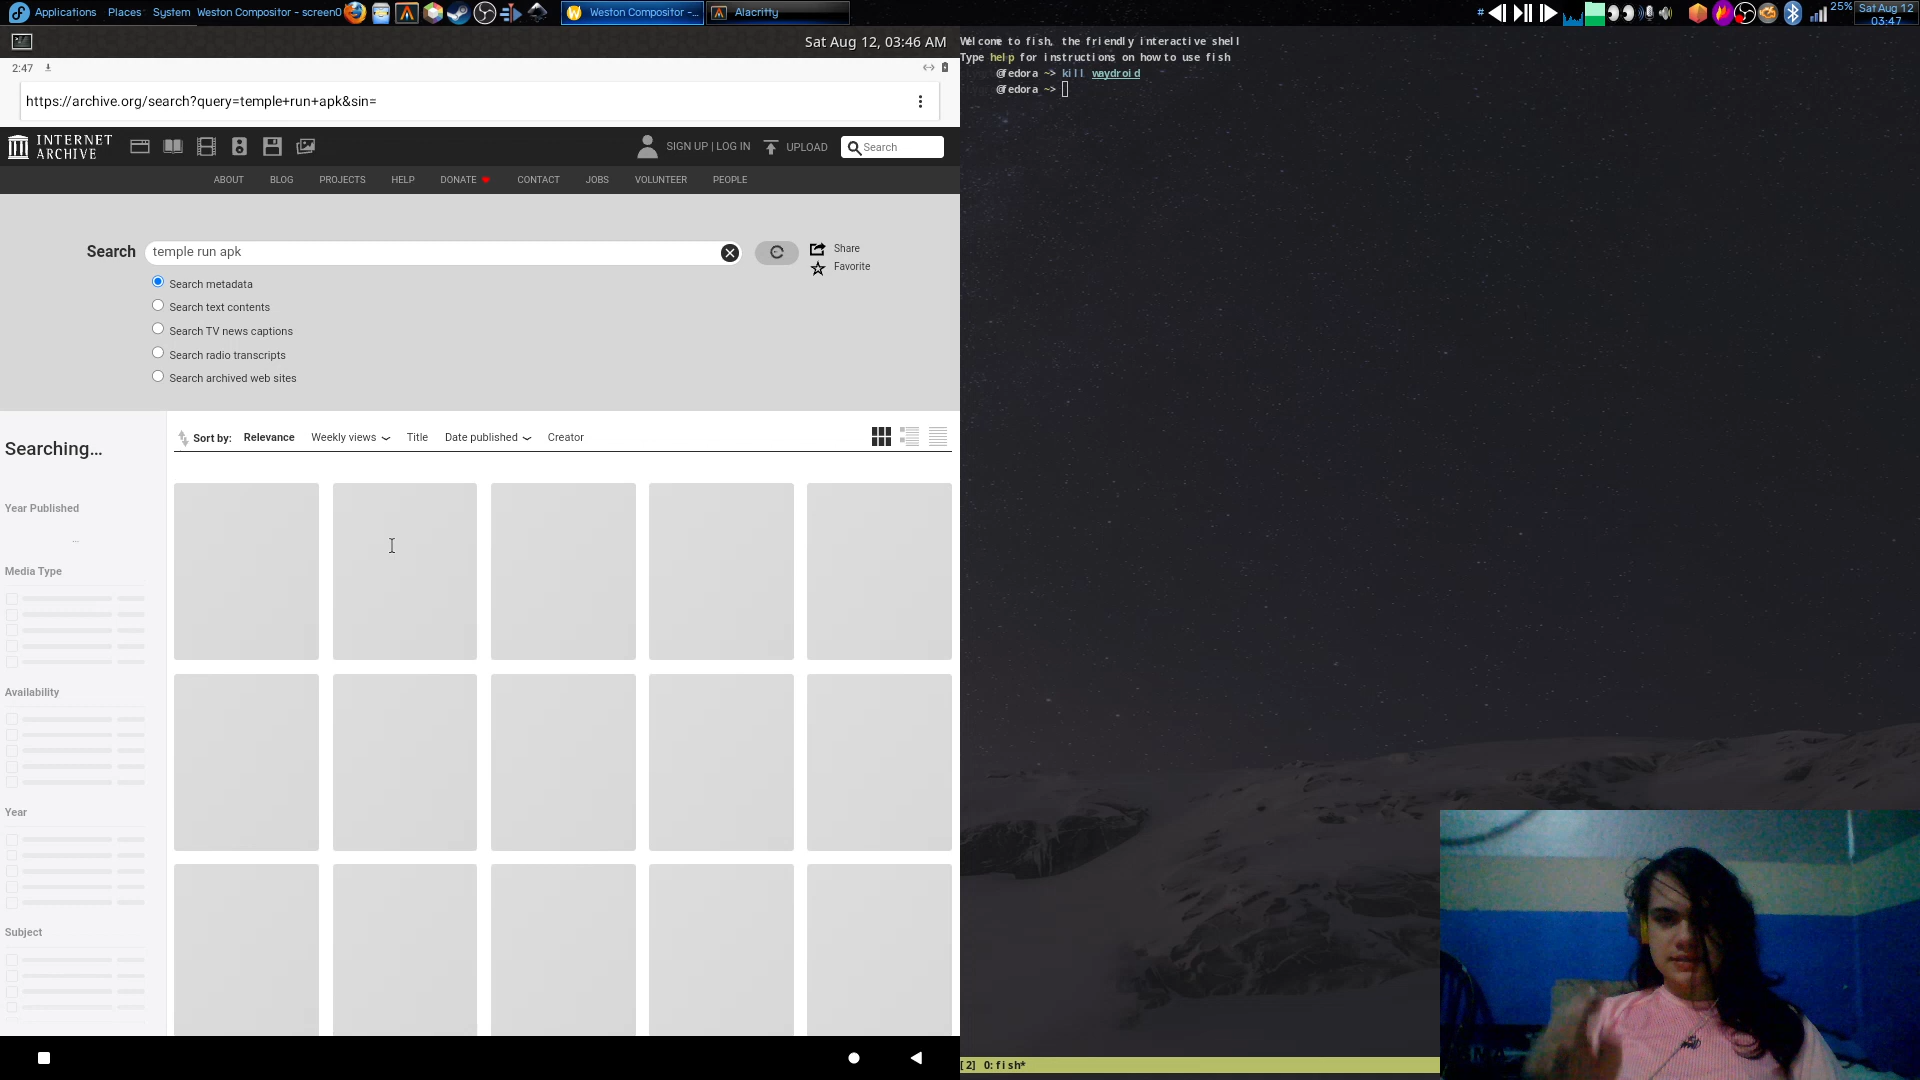 Applications Places System Weston Compositor - screen0 Weston Compositor -... Alacritty # 25% Sat Aug 12 03:47
Sat Aug 12, 03:46 AM
2:47
https://archive.org/search?query=temple+run+apk&sin=
INTERNET ARCHIVE SIGN UP | LOG IN UPLOAD Search
ABOUT BLOG PROJECTS HELP DONATE CONTACT JOBS VOLUNTEER PEOPLE
Search temple run apk Share
Favorite
Search metadata
Search text contents
Search TV news captions
Search radio transcripts
Search archived web sites
Sort by: Relevance Weekly views Title Date published Creator
Searching...
Year Published
...
Media Type
Availability
Year
Subject
Welcome to fish, the friendly interactive shell
Type help for instructions on how to use fish
@fedora ~> kill waydroid
@fedora ~>
[2] 0:fish*